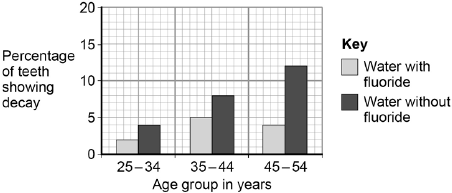 Percentage
of teeth
showing
decay
20
15
10
5
0
25–34
35–44
45–54
Age group in years
Key
Water with
fluoride
Water without
fluoride